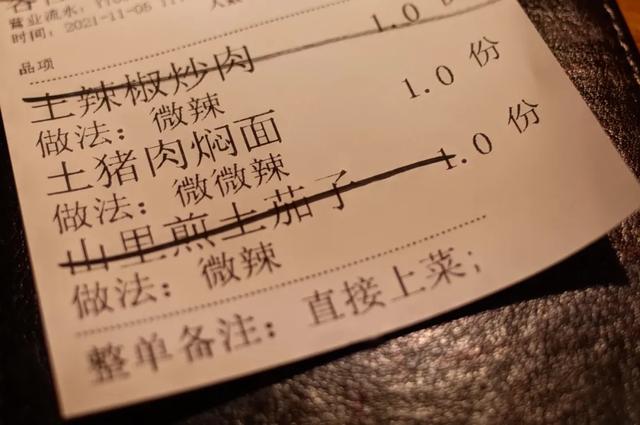 时间：2021-11-05
品项
土辣椒炒肉 1.0
做法：微辣
土猪肉焖面 1.0 份
做法：微微辣
山里煎土茄子 1.0 份
做法：微辣
整单备注：直接上菜；